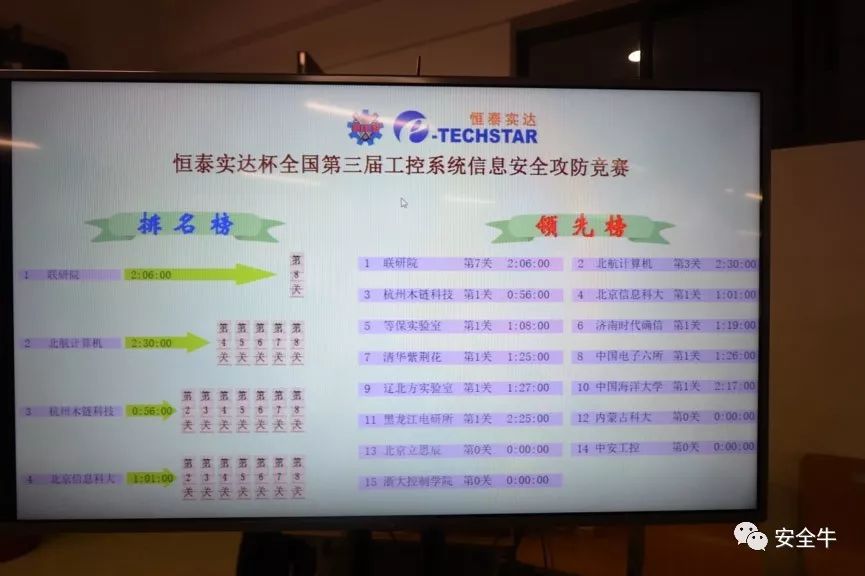 恒泰实达
e-TECHSTAR
恒泰实达杯全国第三届工控系统信息安全攻防竞赛
排名榜
领先榜
1 联研院 2:06:00 第8关
2 北航计算机 2:30:00 第4关 第5关 第6关 第7关 第8关
3 杭州木链科技 0:56:00 第2关 第3关 第4关 第5关 第6关 第7关 第8关
4 北京信息科大 1:01:00 第2关 第3关 第4关 第5关 第6关 第7关 第8关
1 联研院 第7关 2:06:00
2 北航计算机 第3关 2:30:00
3 杭州木链科技 第1关 0:56:00
4 北京信息科大 第1关 1:01:00
5 等保实验室 第1关 1:08:00
6 济南时代确信 第1关 1:19:00
7 清华紫荆花 第1关 1:25:00
8 中国电子六所 第1关 1:26:00
9 辽北方实验室 第1关 1:27:00
10 中国海洋大学 第1关 2:17:00
11 黑龙江电研所 第1关 2:25:00
12 内蒙古科大 第0关 0:00:00
13 北京立思辰 第0关 0:00:00
14 中安工控 第0关 0:00:00
15 浙大控制学院 第0关 0:00:00
安全牛